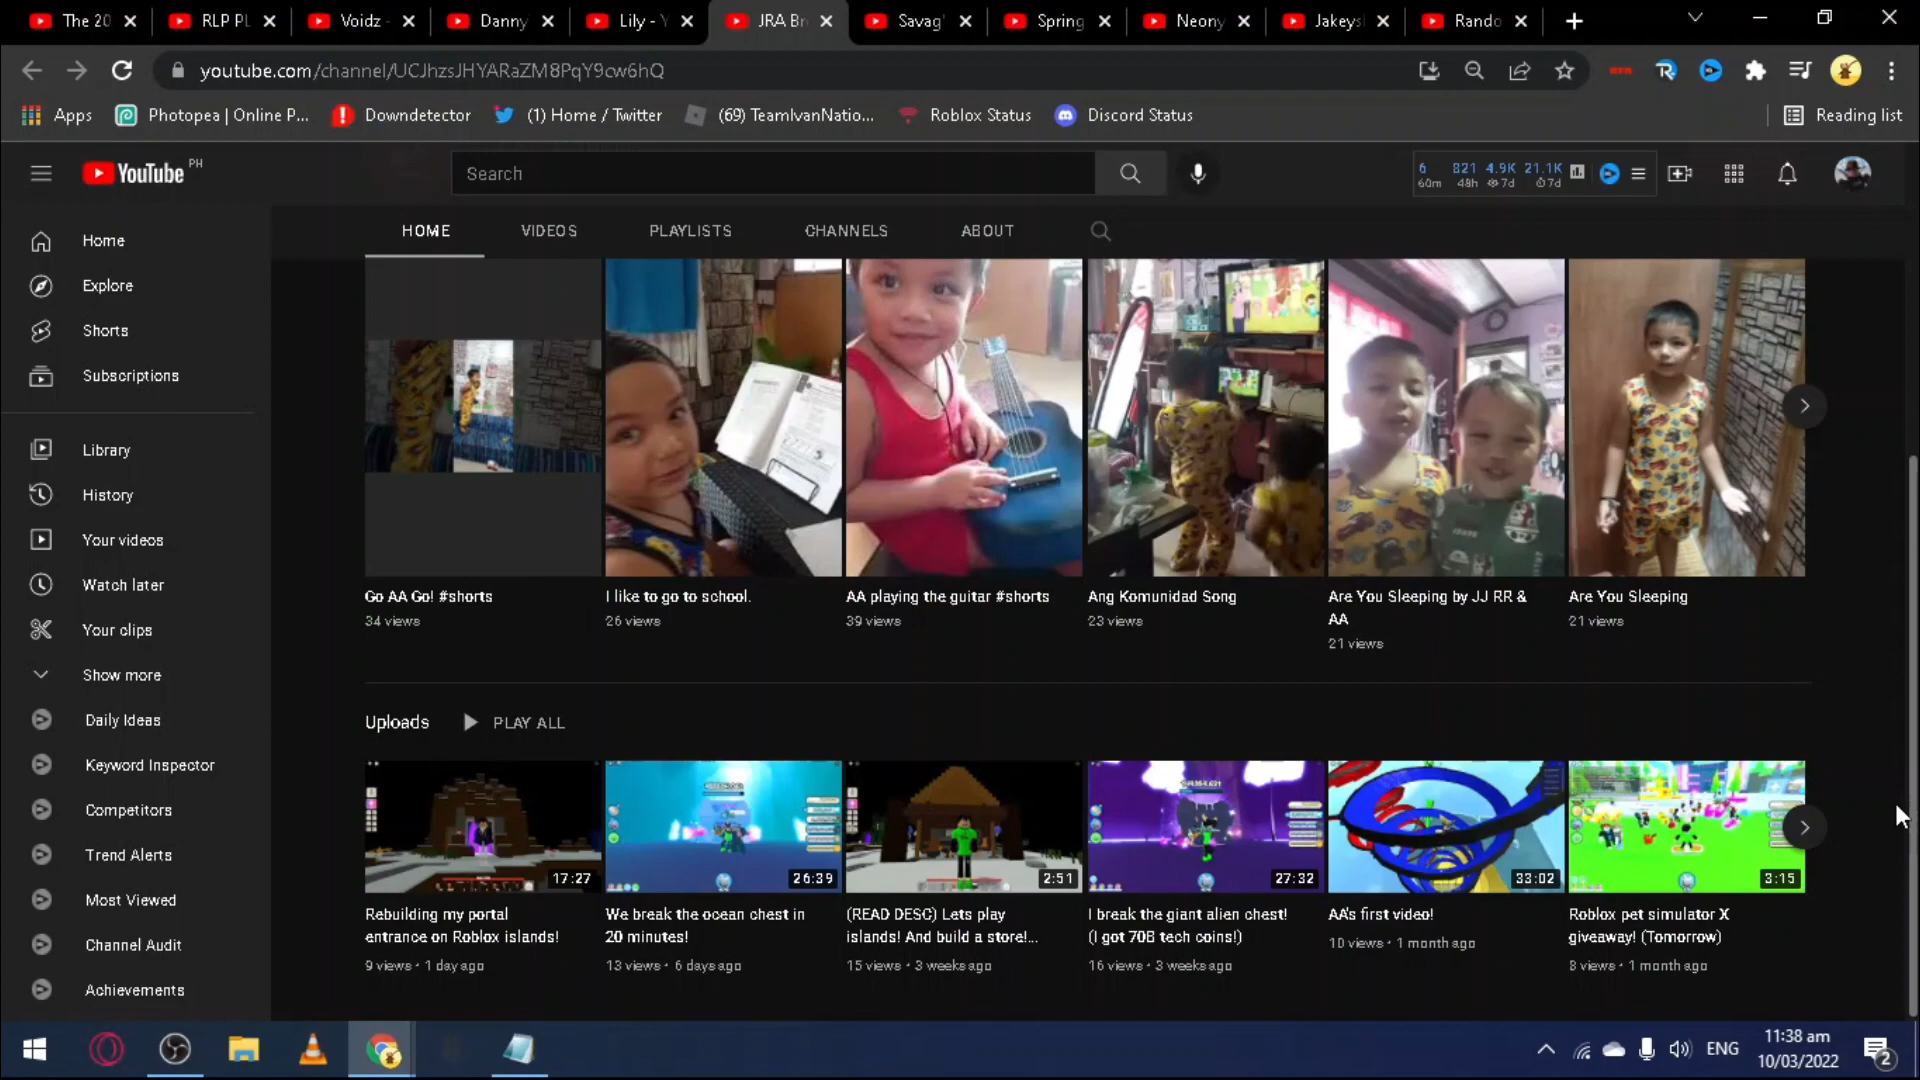 The 20
RLP PL
Voidz -
Danny
Lily - Y
JRA Br
Savag'
Spring
Neony
Jakeys
Rando
youtube.com/channel/UCJhzsJHYARaZM8PqY9cw6hQ
Apps
Photopea | Online P...
Downdetector
(1) Home / Twitter
(69) TeamIvanNatio...
Roblox Status
Discord Status
Reading list
YouTube PH
Search
6 821 4.9K 21.1K
60m 48h 7d 7d
HOME VIDEOS PLAYLISTS CHANNELS ABOUT
Home
Explore
Shorts
Subscriptions
Library
History
Your videos
Watch later
Your clips
Show more
Daily Ideas
Keyword Inspector
Competitors
Trend Alerts
Most Viewed
Channel Audit
Achievements
Go AA Go! #shorts
34 views
I like to go to school.
26 views
AA playing the guitar #shorts
39 views
Ang Komunidad Song
23 views
Are You Sleeping by JJ RR &
AA
21 views
Are You Sleeping
21 views
Uploads PLAY ALL
17:27
Rebuilding my portal
entrance on Roblox islands!
9 views • 1 day ago
26:39
We break the ocean chest in
20 minutes!
13 views • 6 days ago
2:51
(READ DESC) Lets play
islands! And build a store!...
15 views • 3 weeks ago
27:32
I break the giant alien chest!
(I got 70B tech coins!)
16 views • 3 weeks ago
33:02
AA's first video!
10 views • 1 month ago
3:15
Roblox pet simulator X
giveaway! (Tomorrow)
8 views • 1 month ago
ENG
11:38 am
10/03/2022
2